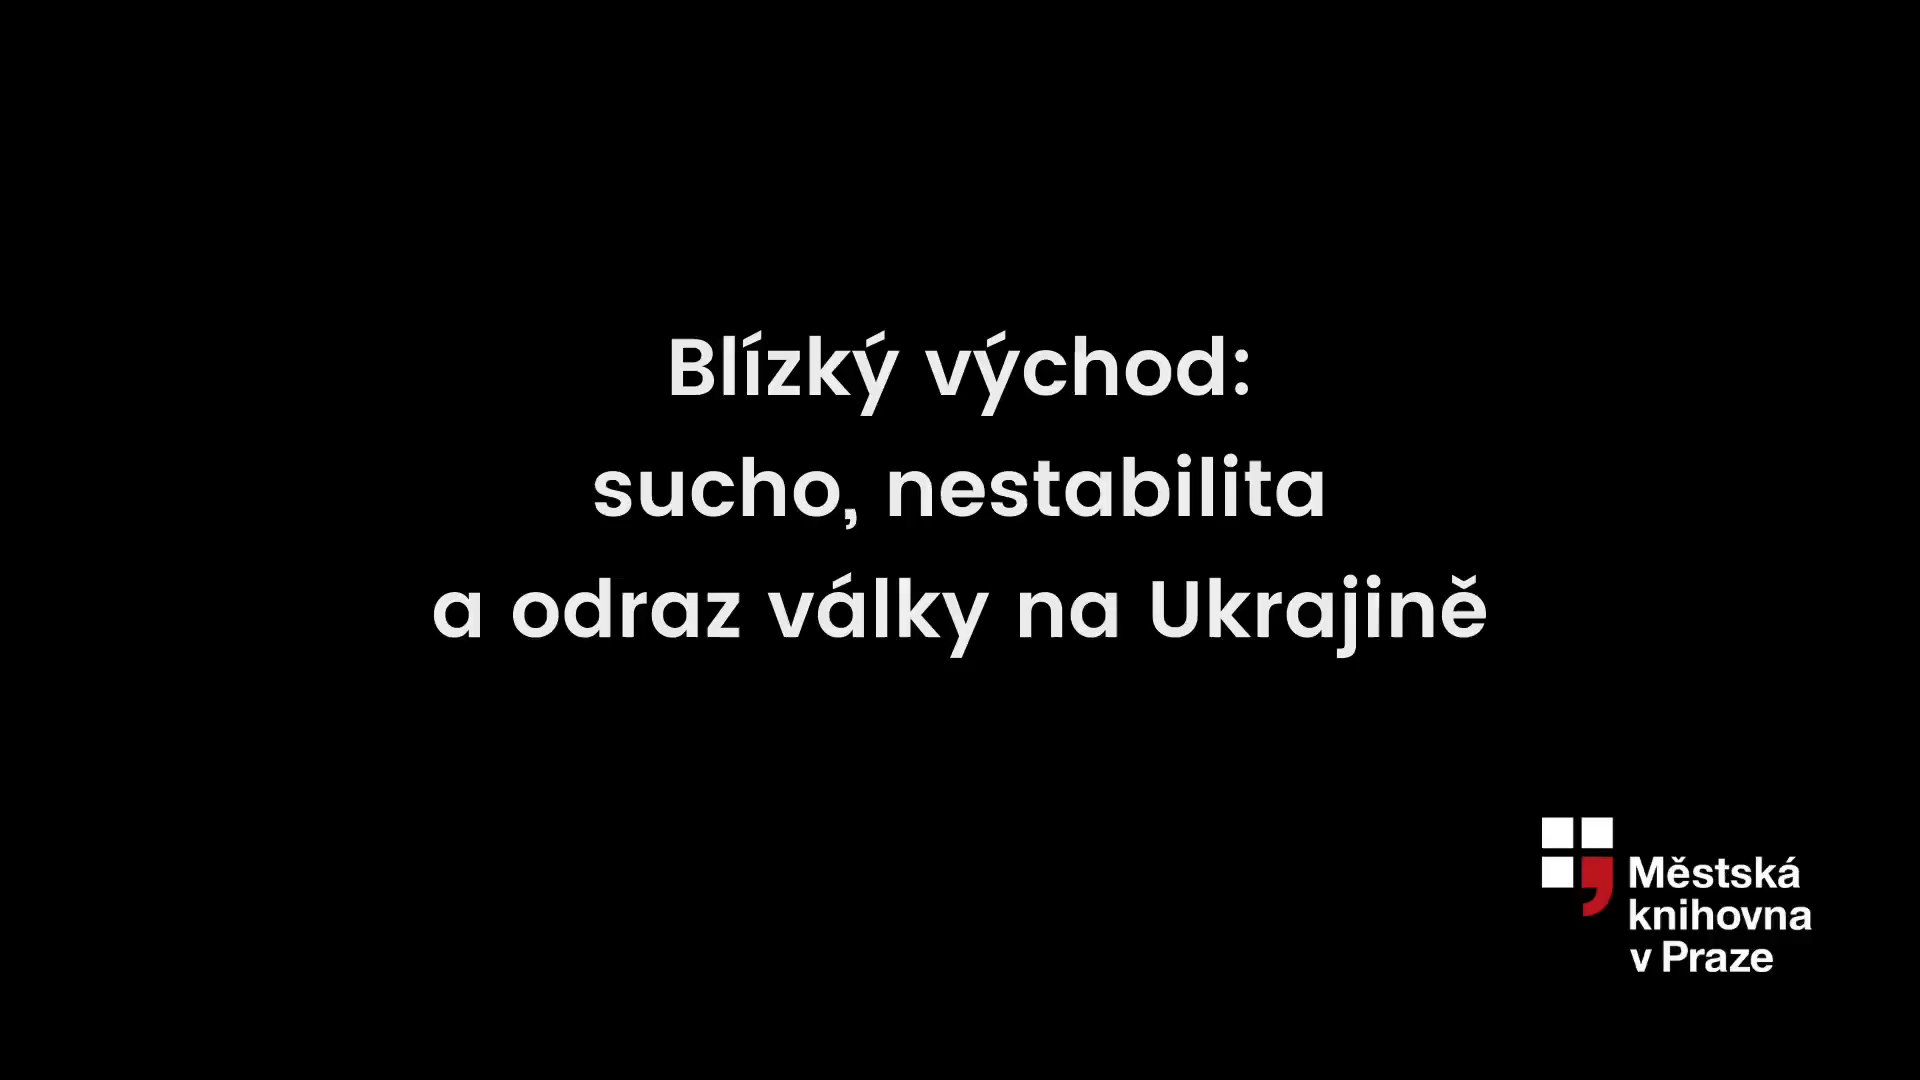 Blízký východ:
sucho, nestabilita
a odraz války na Ukrajině
Městská
knihovna
v Praze